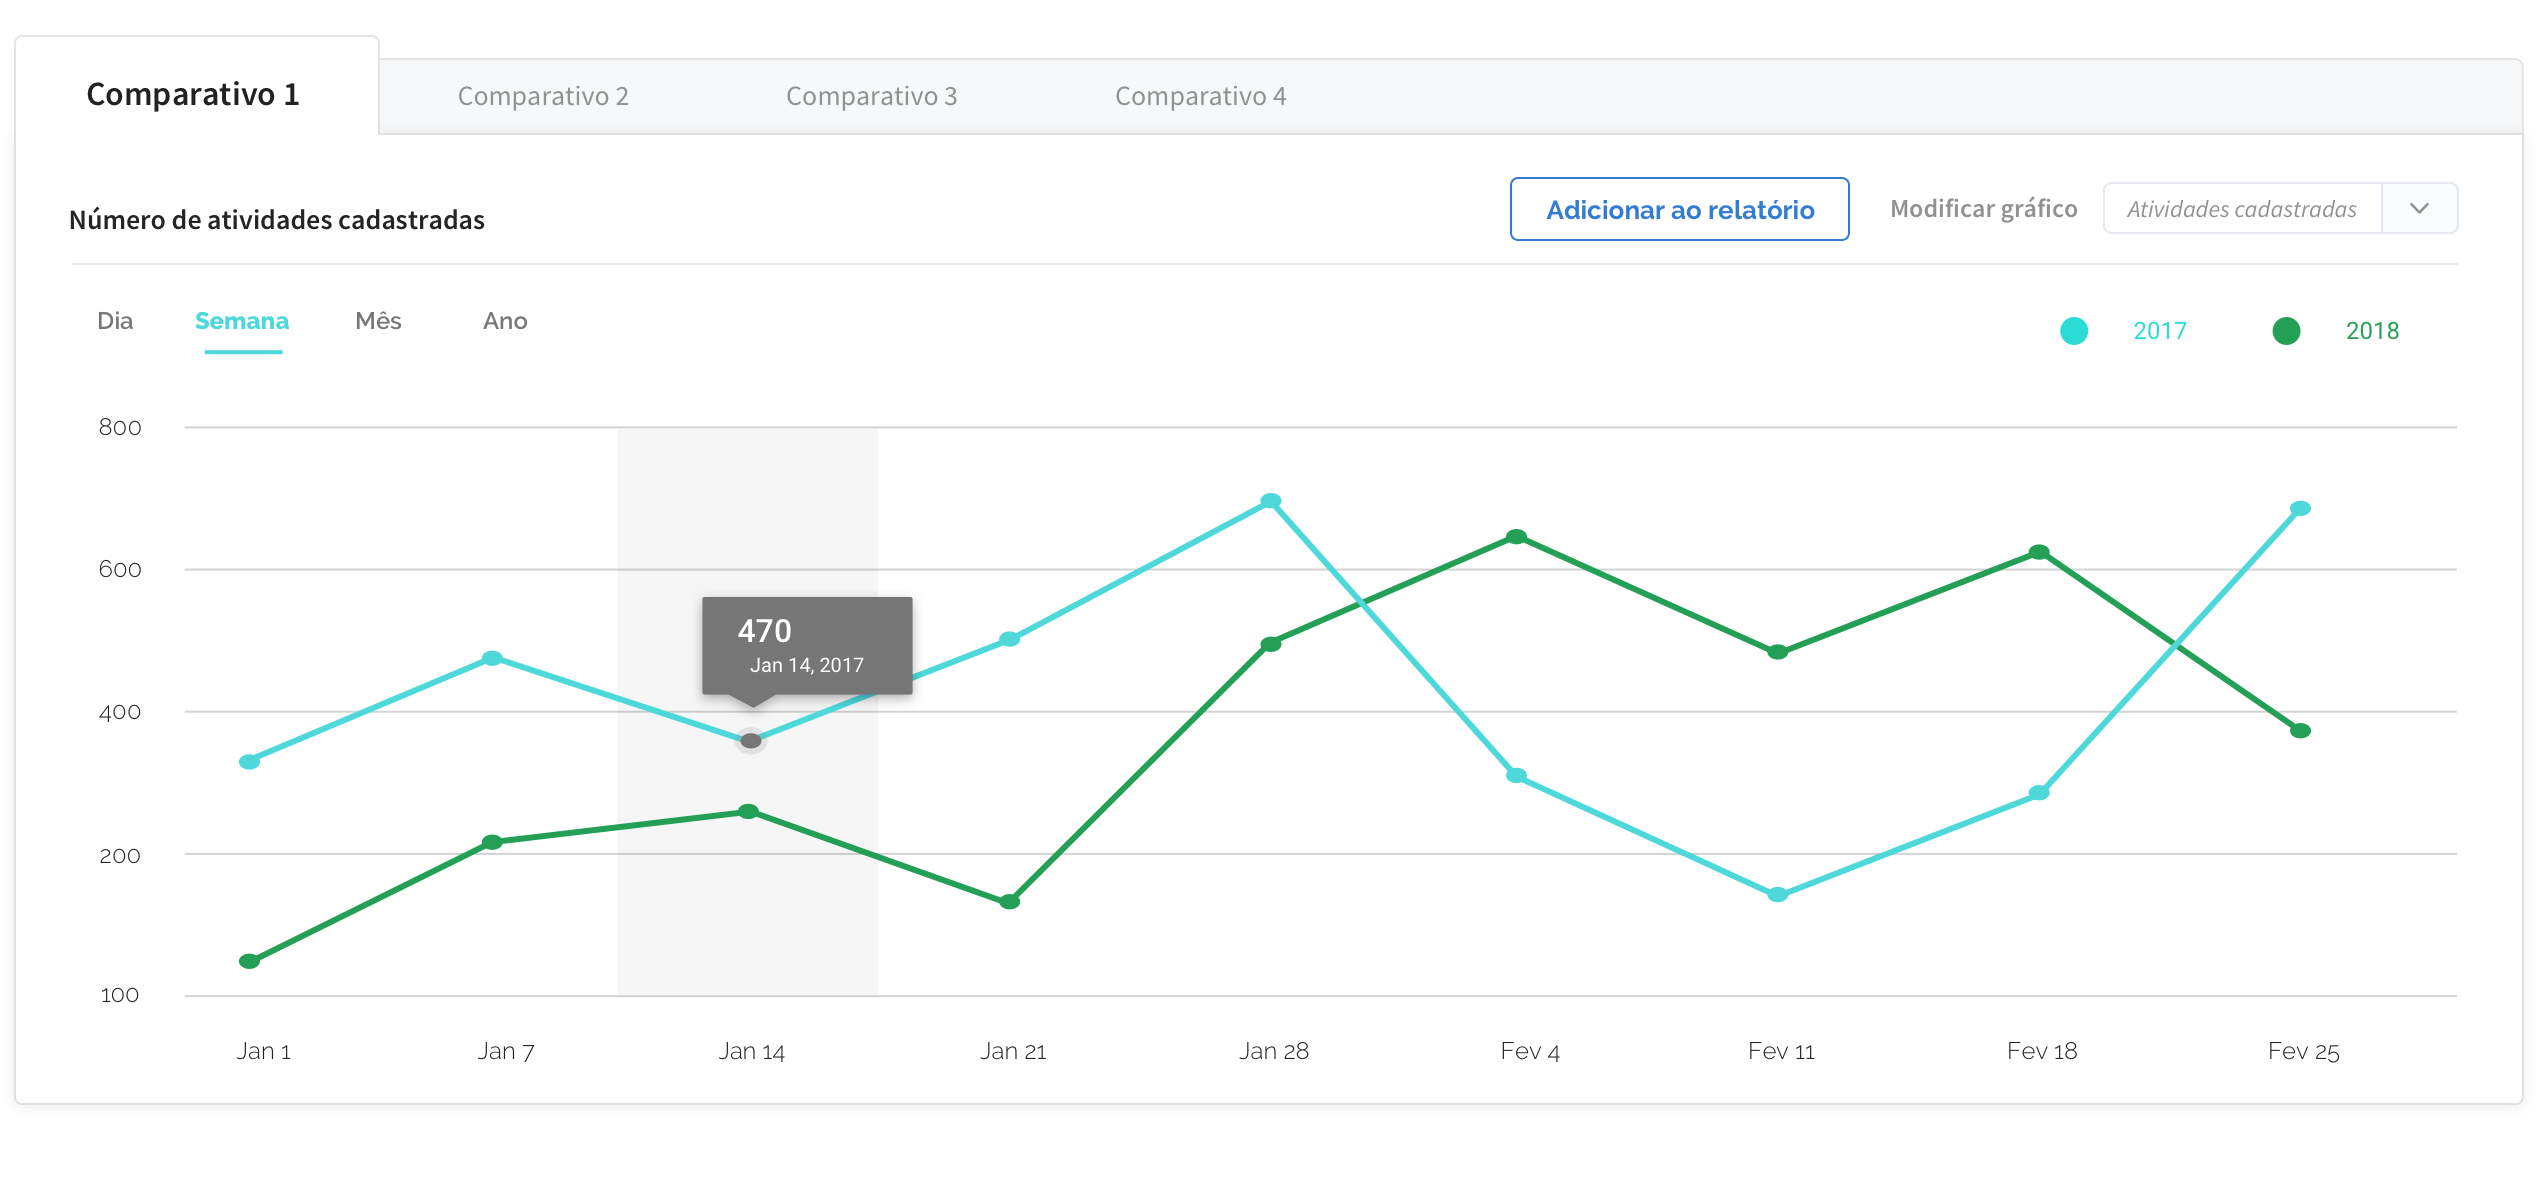 Comparativo 1
Comparativo 2
Comparativo 3
Comparativo 4
Número de atividades cadastradas
Adicionar ao relatório
Modificar gráfico
Atividades cadastradas
Dia
Semana
Mês
Ano
2017
2018
800
600
400
200
100
470
Jan 14, 2017
Jan 1
Jan 7
Jan 14
Jan 21
Jan 28
Fev 4
Fev 11
Fev 18
Fev 25